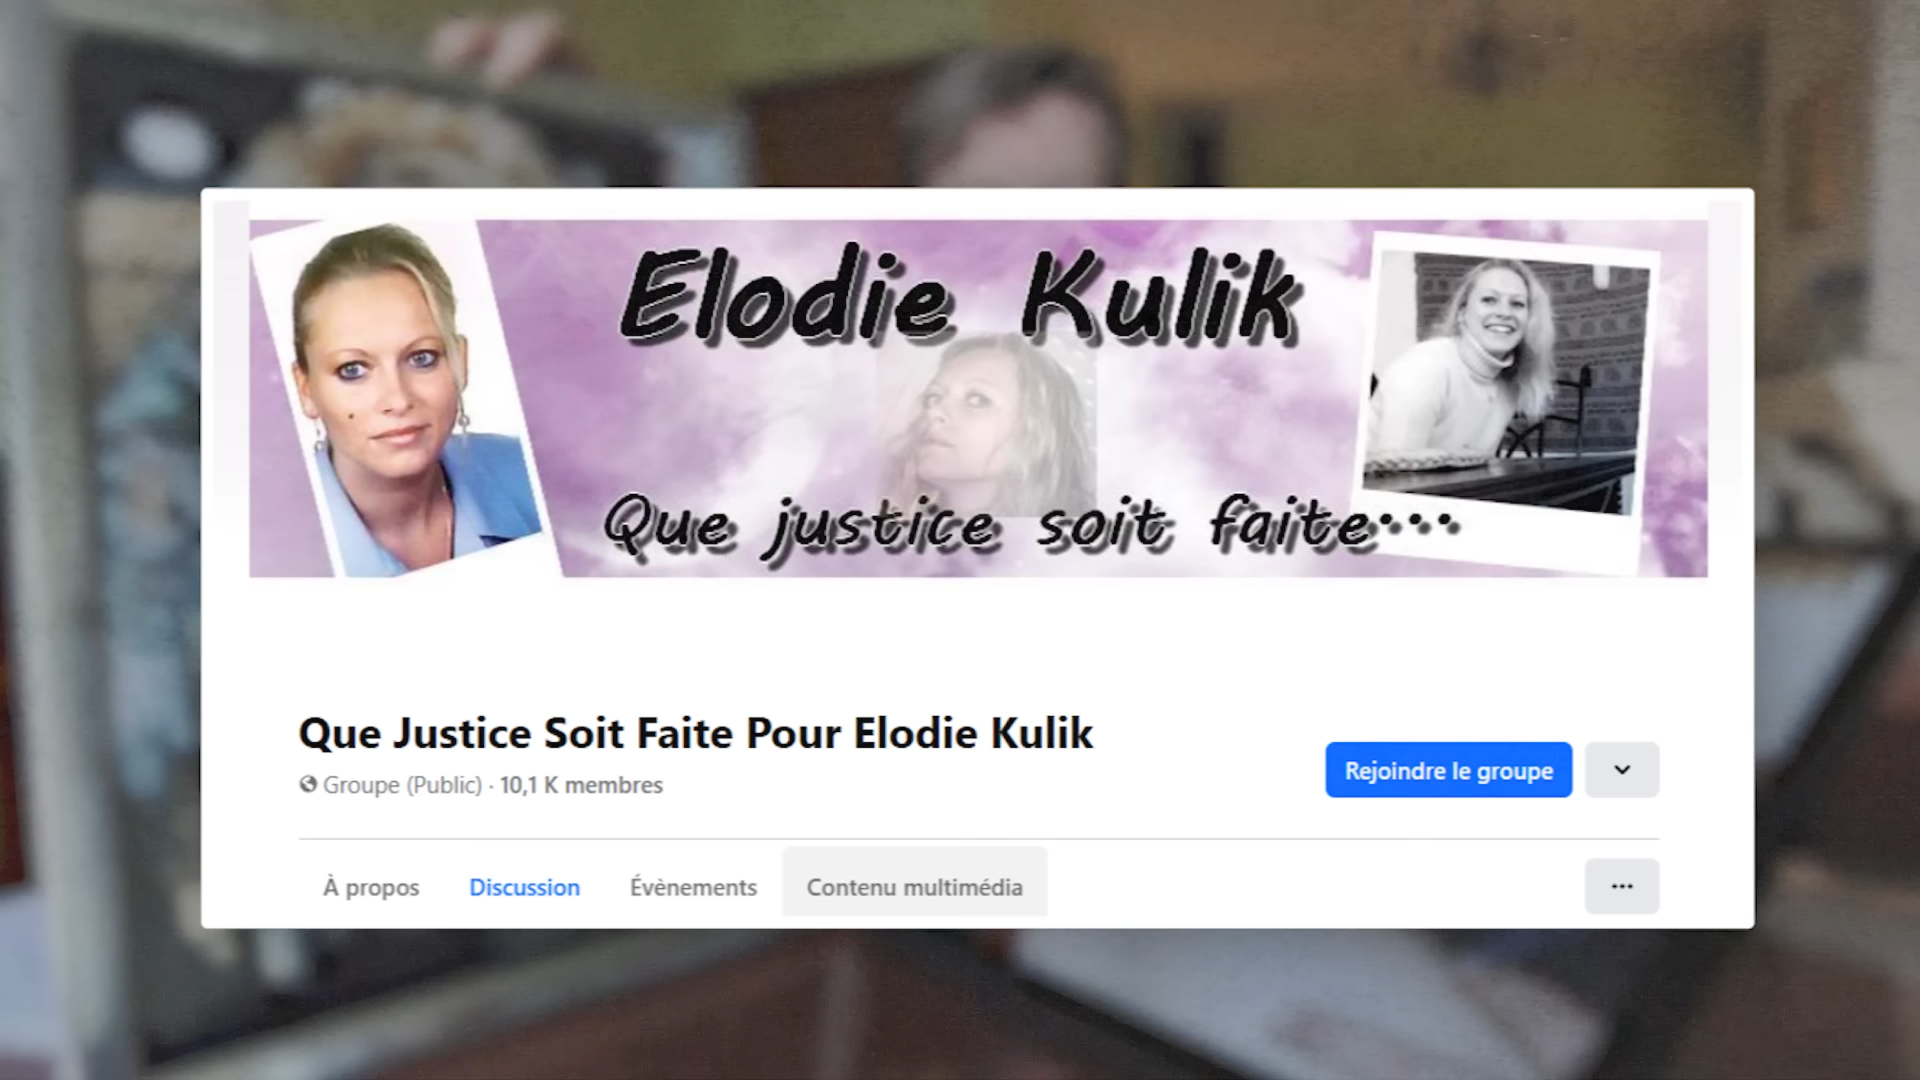 Elodie Kulik
Que justice soit faite...
Que Justice Soit Faite Pour Elodie Kulik
Groupe (Public) · 10,1 K membres
Rejoindre le groupe
À propos
Discussion
Évènements
Contenu multimédia